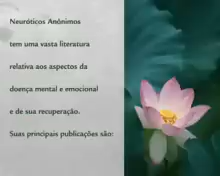 Neuróticos Anônimos
tem uma vasta literatura
relativa aos aspectos da
doença mental e emocional
e de sua recuperação.
Suas principais publicações são: